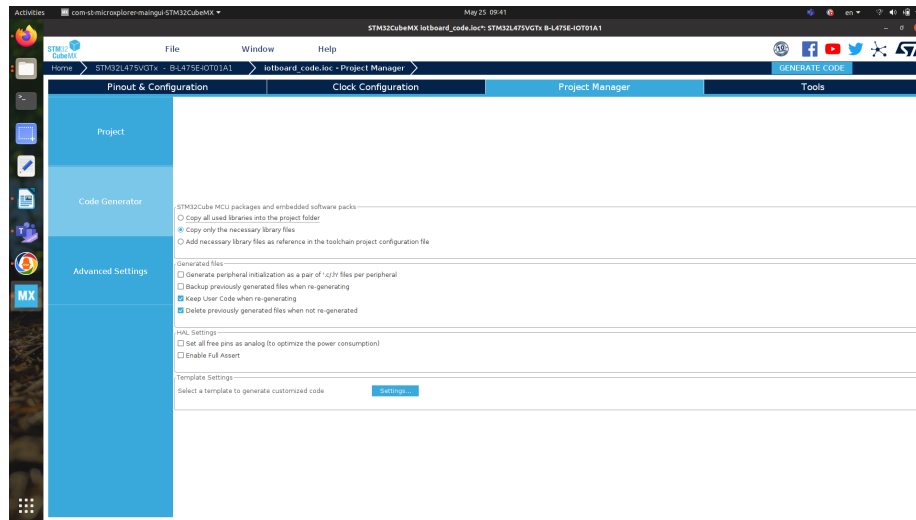 Activities com-st-microxplorer-maingui-STM32CubeMX May 25 09:41 en
STM32CubeMX iotboard_code.ioc*: STM32L475VGTx B-L475E-IOT01A1
STM32 CubeMX File Window Help
Home STM32L475VGTx - B-L475E-IOT01A1 iotboard_code.ioc - Project Manager GENERATE CODE
Pinout & Configuration Clock Configuration Project Manager Tools
Project
Code Generator
Advanced Settings
STM32Cube MCU packages and embedded software packs
Copy all used libraries into the project folder
Copy only the necessary library files
Add necessary library files as reference in the toolchain project configuration file
Generated files
Generate peripheral initialization as a pair of '.c/.h' files per peripheral
Backup previously generated files when re-generating
Keep User Code when re-generating
Delete previously generated files when not re-generated
HAL Settings
Set all free pins as analog (to optimize the power consumption)
Enable Full Assert
Template Settings
Select a template to generate customized code Settings...
MX